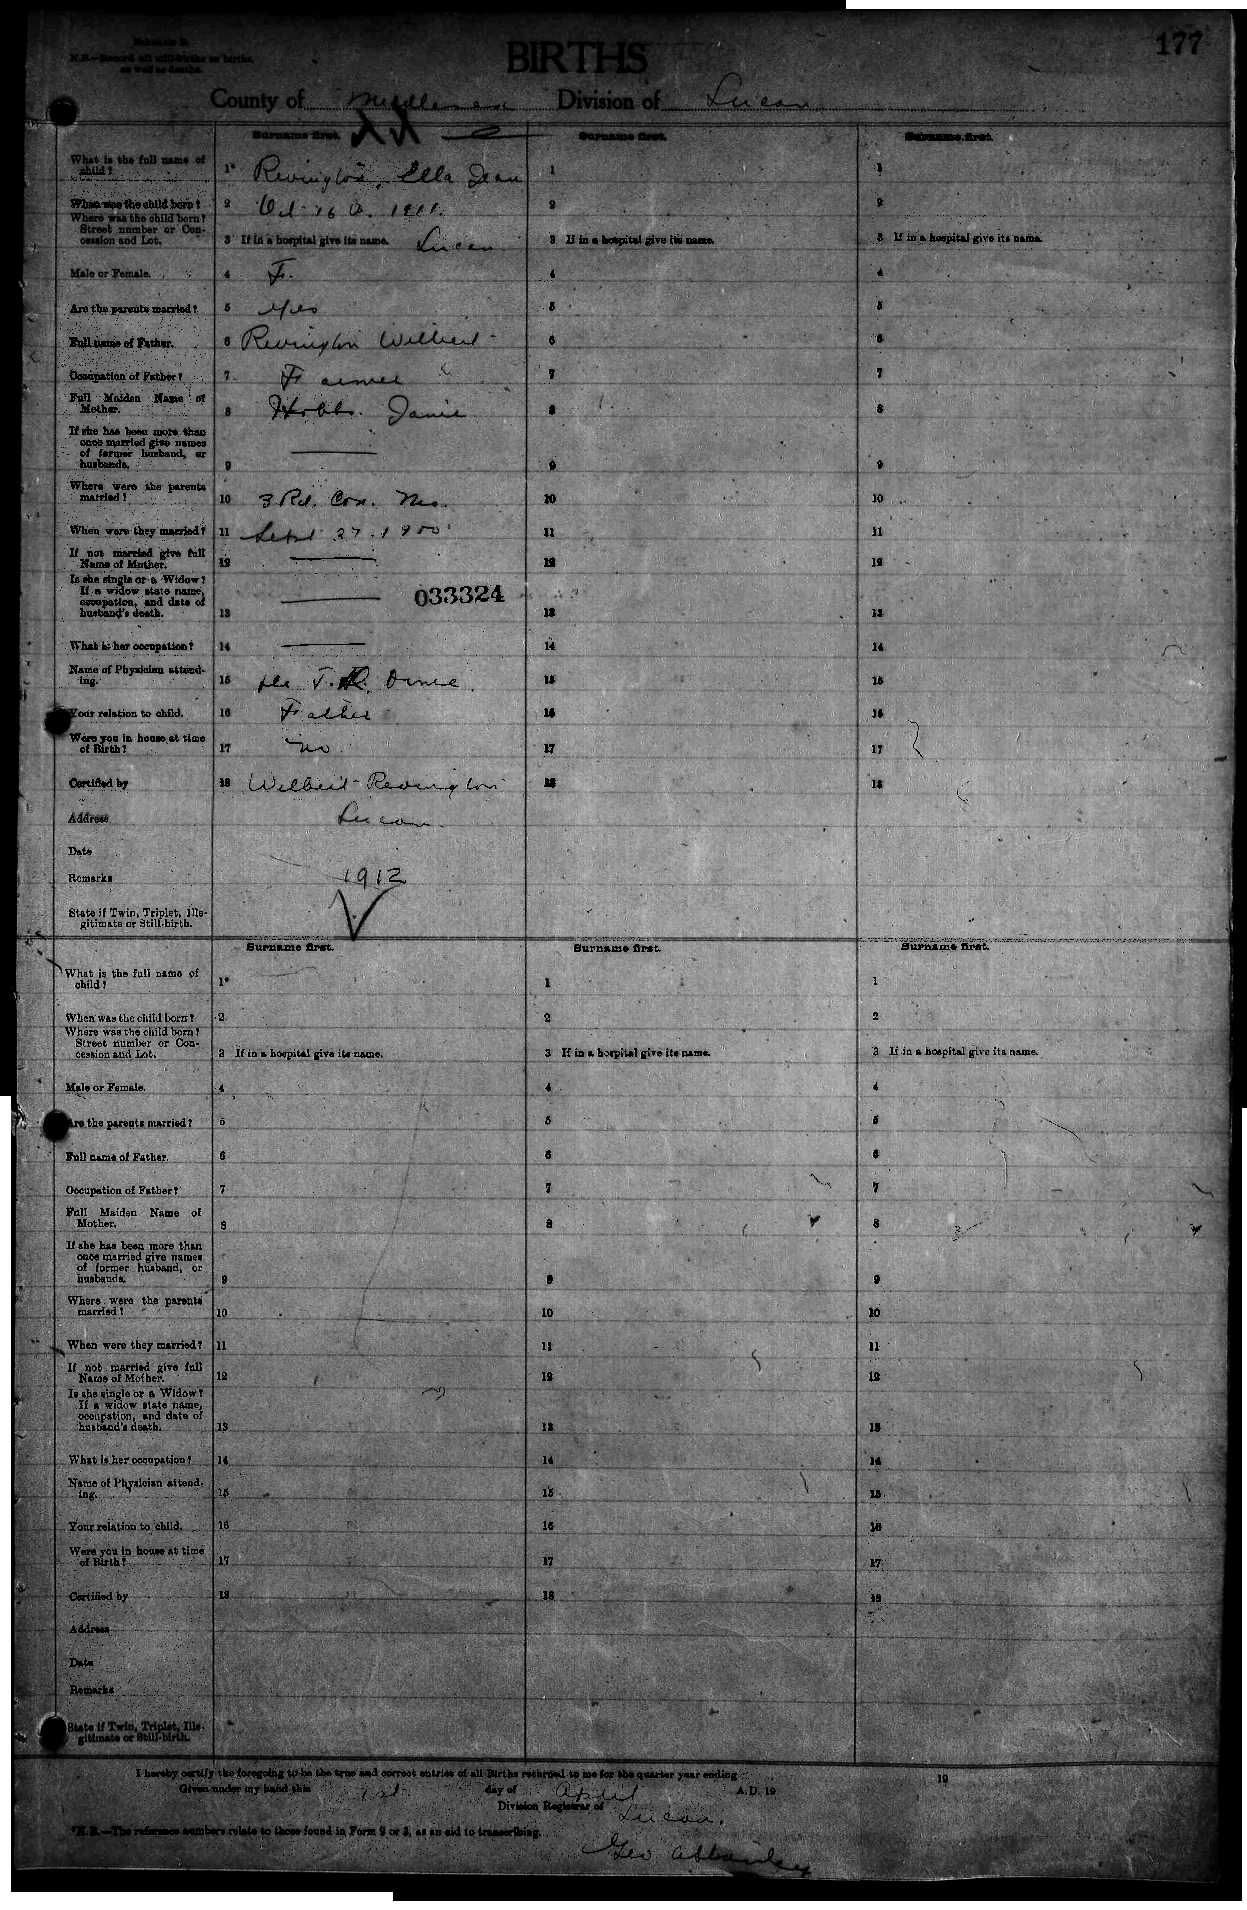 Schedule B.
177
N.B.—Record all still-births as births,
as well as deaths.
BIRTHS
County of Middlesex Division of Lucan
Surname first. Surname first. Surname first.
What is the full name of
child? 1* Revington, Ella Jean 1 1
When was the child born? 2 Oct 16 1911. 2 2
Where was the child born?
Street number or Con-
cession and Lot. 3 If in a hospital give its name. Lucan 3 If in a hospital give its name. 3 If in a hospital give its name.
Male or Female. 4 F. 4 4
Are the parents married? 5 Yes 5 5
Full name of Father. 6 Revington Wilbert 6 6
Occupation of Father? 7 Farmer 7 7
Full Maiden Name of
Mother. 8 Hobbs. Janie 8 8
If she has been more than
once married give names
of former husband, or
husbands. 9 — 9 9
Where were the parents
married? 10 3 Rd. Con. 10 10
When were they married? 11 Sept 27. 1900 11 11
If not married give full
Name of Mother. 12 — 12 12
Is she single or a Widow?
If a widow state name,
occupation, and date of
husband's death. 13 — 033324 13 13
What is her occupation? 14 — 14 14
Name of Physician attend-
ing. 15 T. 15 15
Your relation to child. 16 Father 16 16
Were you in house at time
of Birth? 17 No 17 17
Certified by 18 Wilbert Revington 18 18
Address Lucan.
Date
Remarks 1912
State if Twin, Triplet, Ille-
gitimate or Still-birth.
Surname first. Surname first. Surname first.
What is the full name of
child? 1* 1 1
When was the child born? 2 2 2
Where was the child born?
Street number or Con-
cession and Lot. 3 If in a hospital give its name. 3 If in a hospital give its name. 3 If in a hospital give its name.
Male or Female. 4 4 4
Are the parents married? 5 5 5
Full name of Father. 6 6 6
Occupation of Father? 7 7 7
Full Maiden Name of
Mother. 8 8 8
If she has been more than
once married give names
of former husband, or
husbands. 9 9 9
Where were the parents
married? 10 10 10
When were they married? 11 11 11
If not married give full
Name of Mother. 12 12 12
Is she single or a Widow?
If a widow state name,
occupation, and date of
husband's death. 13 13 13
What is her occupation? 14 14 14
Name of Physician attend-
ing. 15 15 15
Your relation to child. 16 16 16
Were you in house at time
of Birth? 17 17 17
Certified by 18 18 18
Address
Date
Remarks
State if Twin, Triplet, Ille-
gitimate or Still-birth.
I hereby certify the foregoing to be the true and correct entries of all Births returned to me for the quarter year ending 19
Given under my hand this 1st day of April A.D. 19
Division Registrar of Lucan.
*N.B.—The reference numbers relate to those found in Form 2 or 3, as an aid to transcribing.
Geo